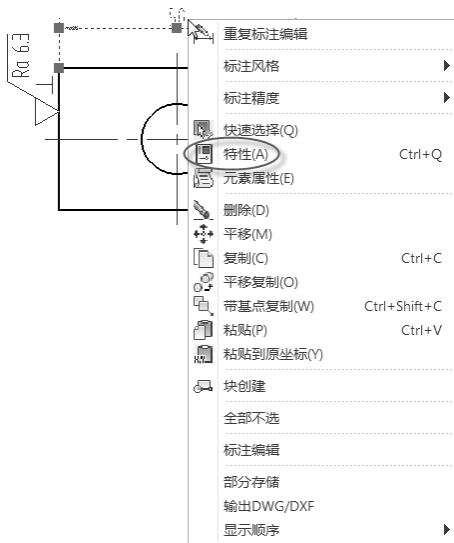 Ra 6.3
重复标注编辑
标注风格
标注精度
快速选择(Q)
特性(A) Ctrl+Q
元素属性(E)
删除(D)
平移(M)
复制(C) Ctrl+C
平移复制(O)
带基点复制(W) Ctrl+Shift+C
粘贴(P) Ctrl+V
粘贴到原坐标(Y)
块创建
全部不选
标注编辑
部分存储
输出DWG/DXF
显示顺序